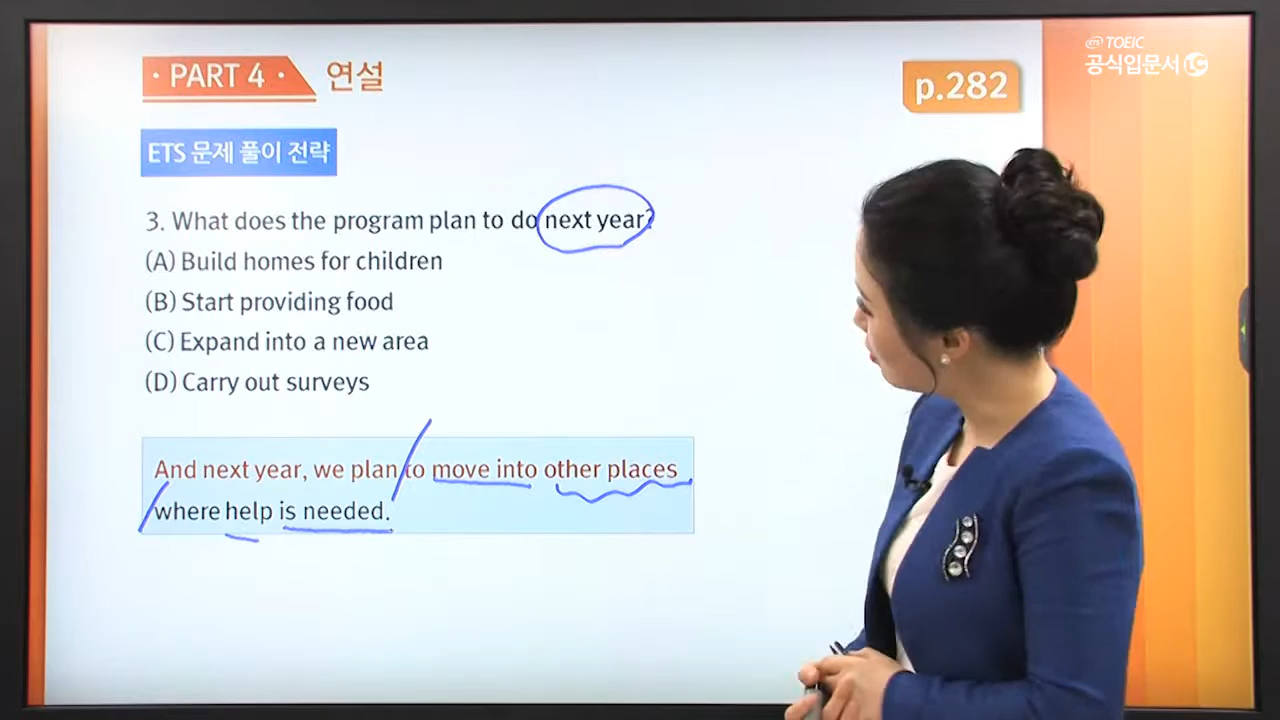 ETS TOEIC
공식입문서 LC
· PART 4 · 연설
p.282
ETS 문제 풀이 전략
3. What does the program plan to do next year?
(A) Build homes for children
(B) Start providing food
(C) Expand into a new area
(D) Carry out surveys
And next year, we plan to move into other places
where help is needed.